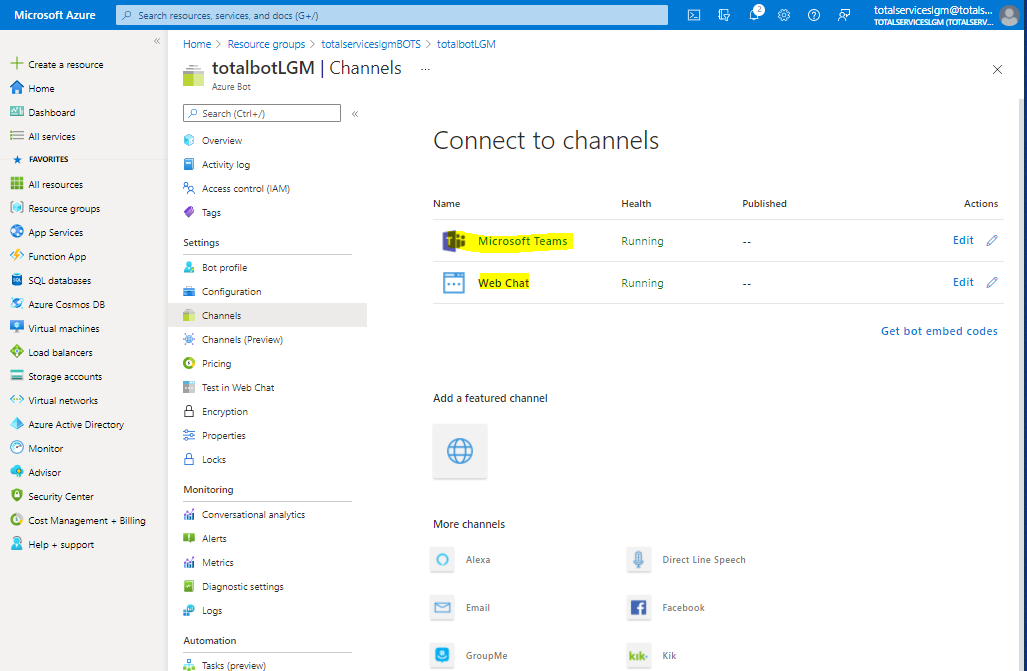 Microsoft Azure
Search resources, services, and docs (G+/)
2
totalserviceslgm@totals...
TOTALSERVICESLGM (TOTALSERV...
«
Create a resource
Home
Dashboard
All services
FAVORITES
All resources
Resource groups
App Services
Function App
SQL databases
Azure Cosmos DB
Virtual machines
Load balancers
Storage accounts
Virtual networks
Azure Active Directory
Monitor
Advisor
Security Center
Cost Management + Billing
Help + support
Home > Resource groups > totalserviceslgmBOTS > totalbotLGM
totalbotLGM | Channels ...
Azure Bot
Search (Ctrl+/)
«
Overview
Activity log
Access control (IAM)
Tags
Settings
Bot profile
Configuration
Channels
Channels (Preview)
Pricing
Test in Web Chat
Encryption
Properties
Locks
Monitoring
Conversational analytics
Alerts
Metrics
Diagnostic settings
Logs
Automation
Tasks (preview)
Connect to channels
Name Health Published Actions
Microsoft Teams Running -- Edit
Web Chat Running -- Edit
Get bot embed codes
Add a featured channel
More channels
Alexa
Direct Line Speech
Email
Facebook
GroupMe
kik Kik